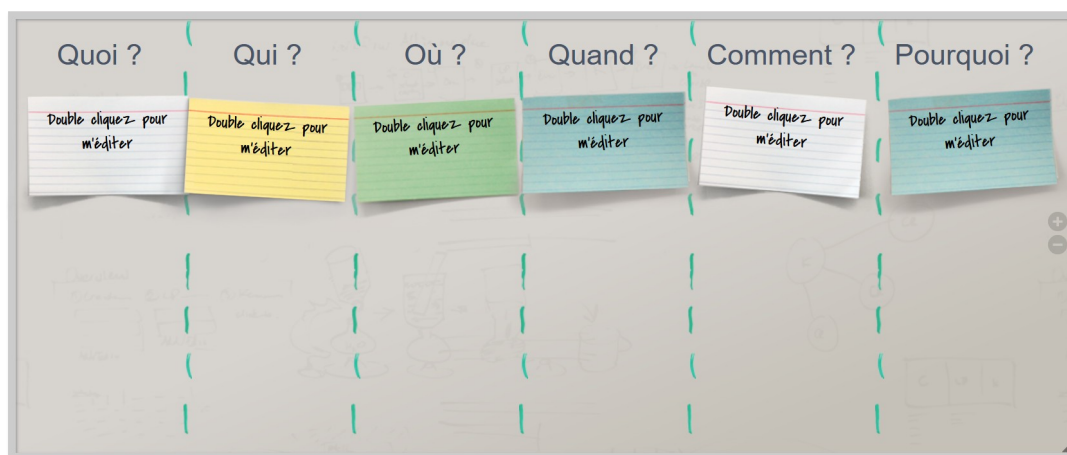 Quoi ?
Qui ?
Où ?
Quand ?
Comment ?
Pourquoi ?
Double cliquez pour
m'éditer
Double cliquez pour
m'éditer
Double cliquez pour
m'éditer
Double cliquez pour
m'éditer
Double cliquez pour
m'éditer
Double cliquez pour
m'éditer